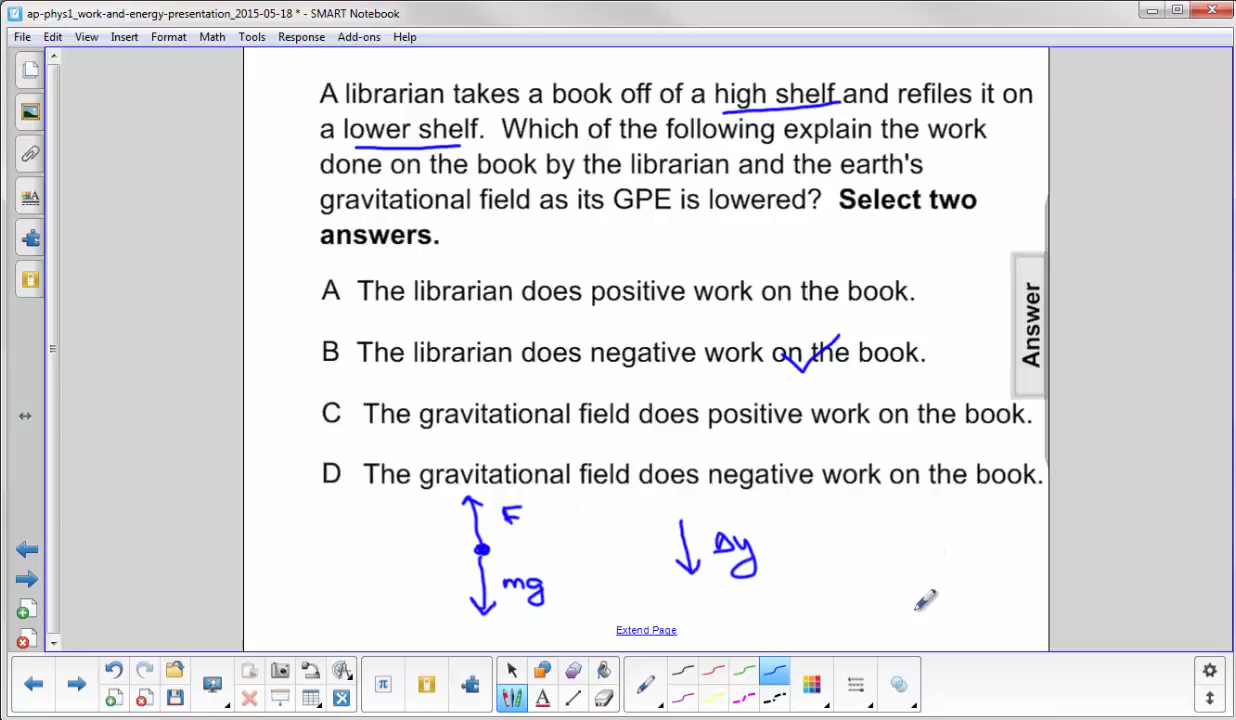 ap-phys1_work-and-energy-presentation_2015-05-18 * - SMART Notebook
File Edit View Insert Format Math Tools Response Add-ons Help
A librarian takes a book off of a high shelf and refiles it on
a lower shelf. Which of the following explain the work
done on the book by the librarian and the earth's
gravitational field as its GPE is lowered? Select two
answers.
A The librarian does positive work on the book.
B The librarian does negative work on the book.
C The gravitational field does positive work on the book.
D The gravitational field does negative work on the book.
Answer
F
Δy
mg
Extend Page
π
A